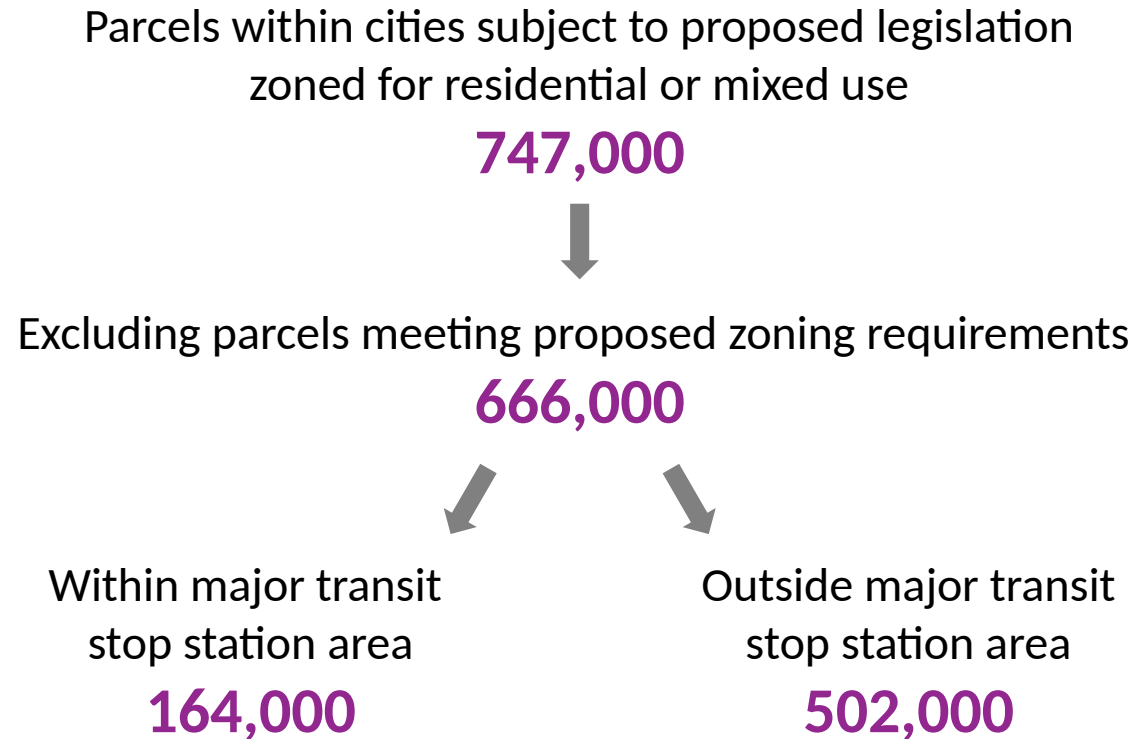 Parcels within cities subject to proposed legislation
zoned for residential or mixed use
747,000
Excluding parcels meeting proposed zoning requirements
666,000
Within major transit
stop station area
164,000
Outside major transit
stop station area
502,000